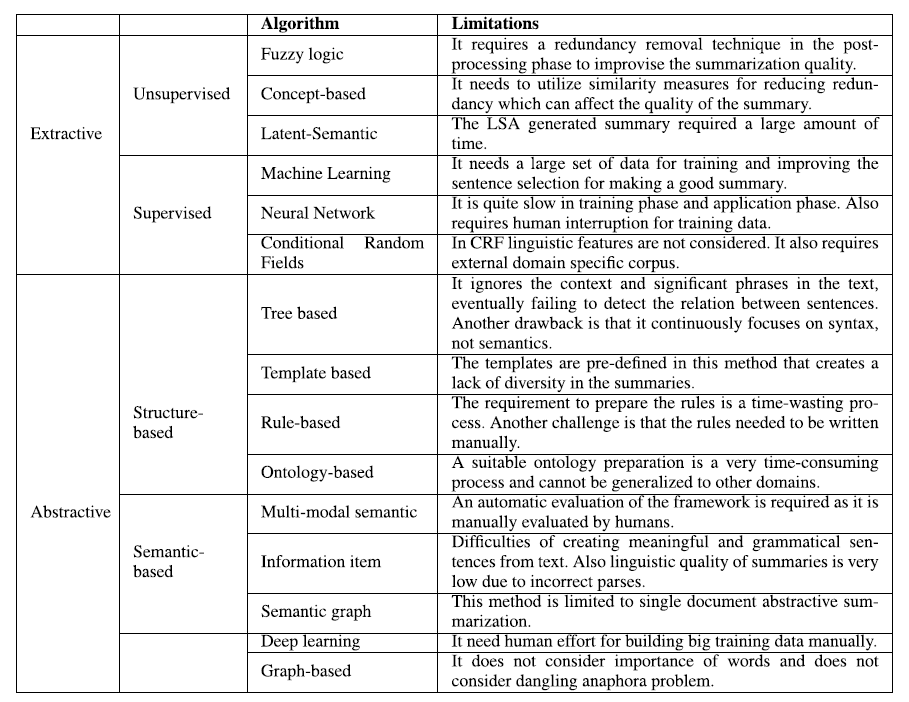 Algorithm Limitations
Fuzzy logic
It requires a redundancy removal technique in the post-
processing phase to improvise the summarization quality.
Extractive
Unsupervised
Concept-based
It needs to utilize similarity measures for reducing redun-
dancy which can affect the quality of the summary.
Latent-Semantic
The LSA generated summary required a large amount of
time.
Supervised
Machine Learning
It needs a large set of data for training and improving the
sentence selection for making a good summary.
Neural Network
It is quite slow in training phase and application phase. Also
requires human interruption for training data.
Conditional Random
Fields
In CRF linguistic features are not considered. It also requires
external domain specific corpus.
Abstractive
Structure-
based
Tree based
It ignores the context and significant phrases in the text,
eventually failing to detect the relation between sentences.
Another drawback is that it continuously focuses on syntax,
not semantics.
Template based
The templates are pre-defined in this method that creates a
lack of diversity in the summaries.
Rule-based
The requirement to prepare the rules is a time-wasting pro-
cess. Another challenge is that the rules needed to be written
manually.
Ontology-based
A suitable ontology preparation is a very time-consuming
process and cannot be generalized to other domains.
Semantic-
based
Multi-modal semantic
An automatic evaluation of the framework is required as it is
manually evaluated by humans.
Information item
Difficulties of creating meaningful and grammatical sen-
tences from text. Also linguistic quality of summaries is very
low due to incorrect parses.
Semantic graph
This method is limited to single document abstractive sum-
marization.
Deep learning
It need human effort for building big training data manually.
Graph-based
It does not consider importance of words and does not
consider dangling anaphora problem.